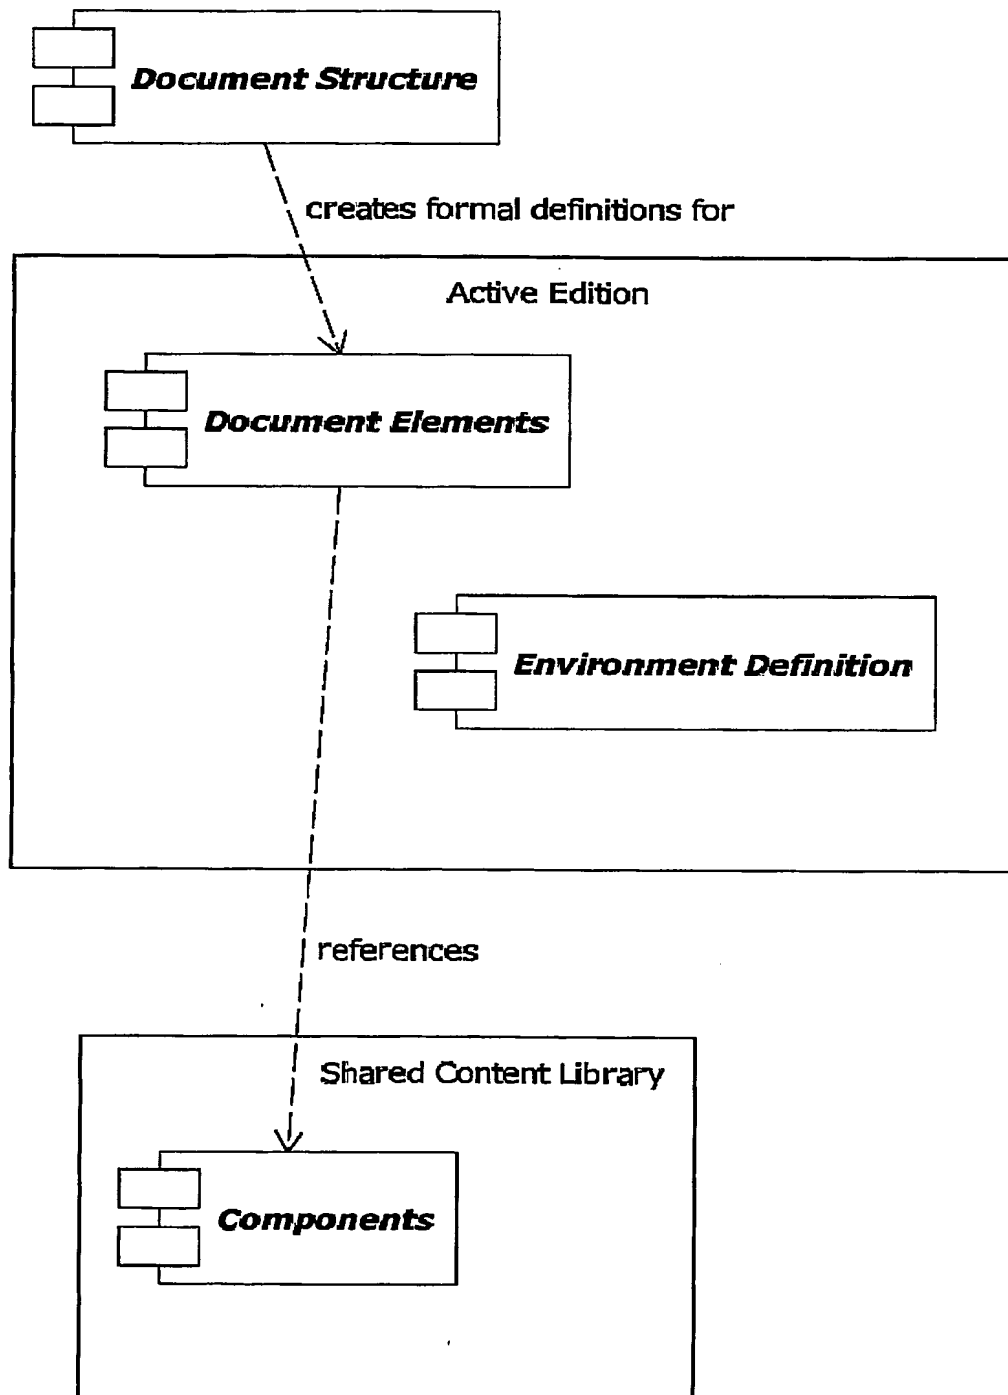 Document Structure
creates formal definitions for
Active Edition
Document Elements
Environment Definition
references
Shared Content Library
Components